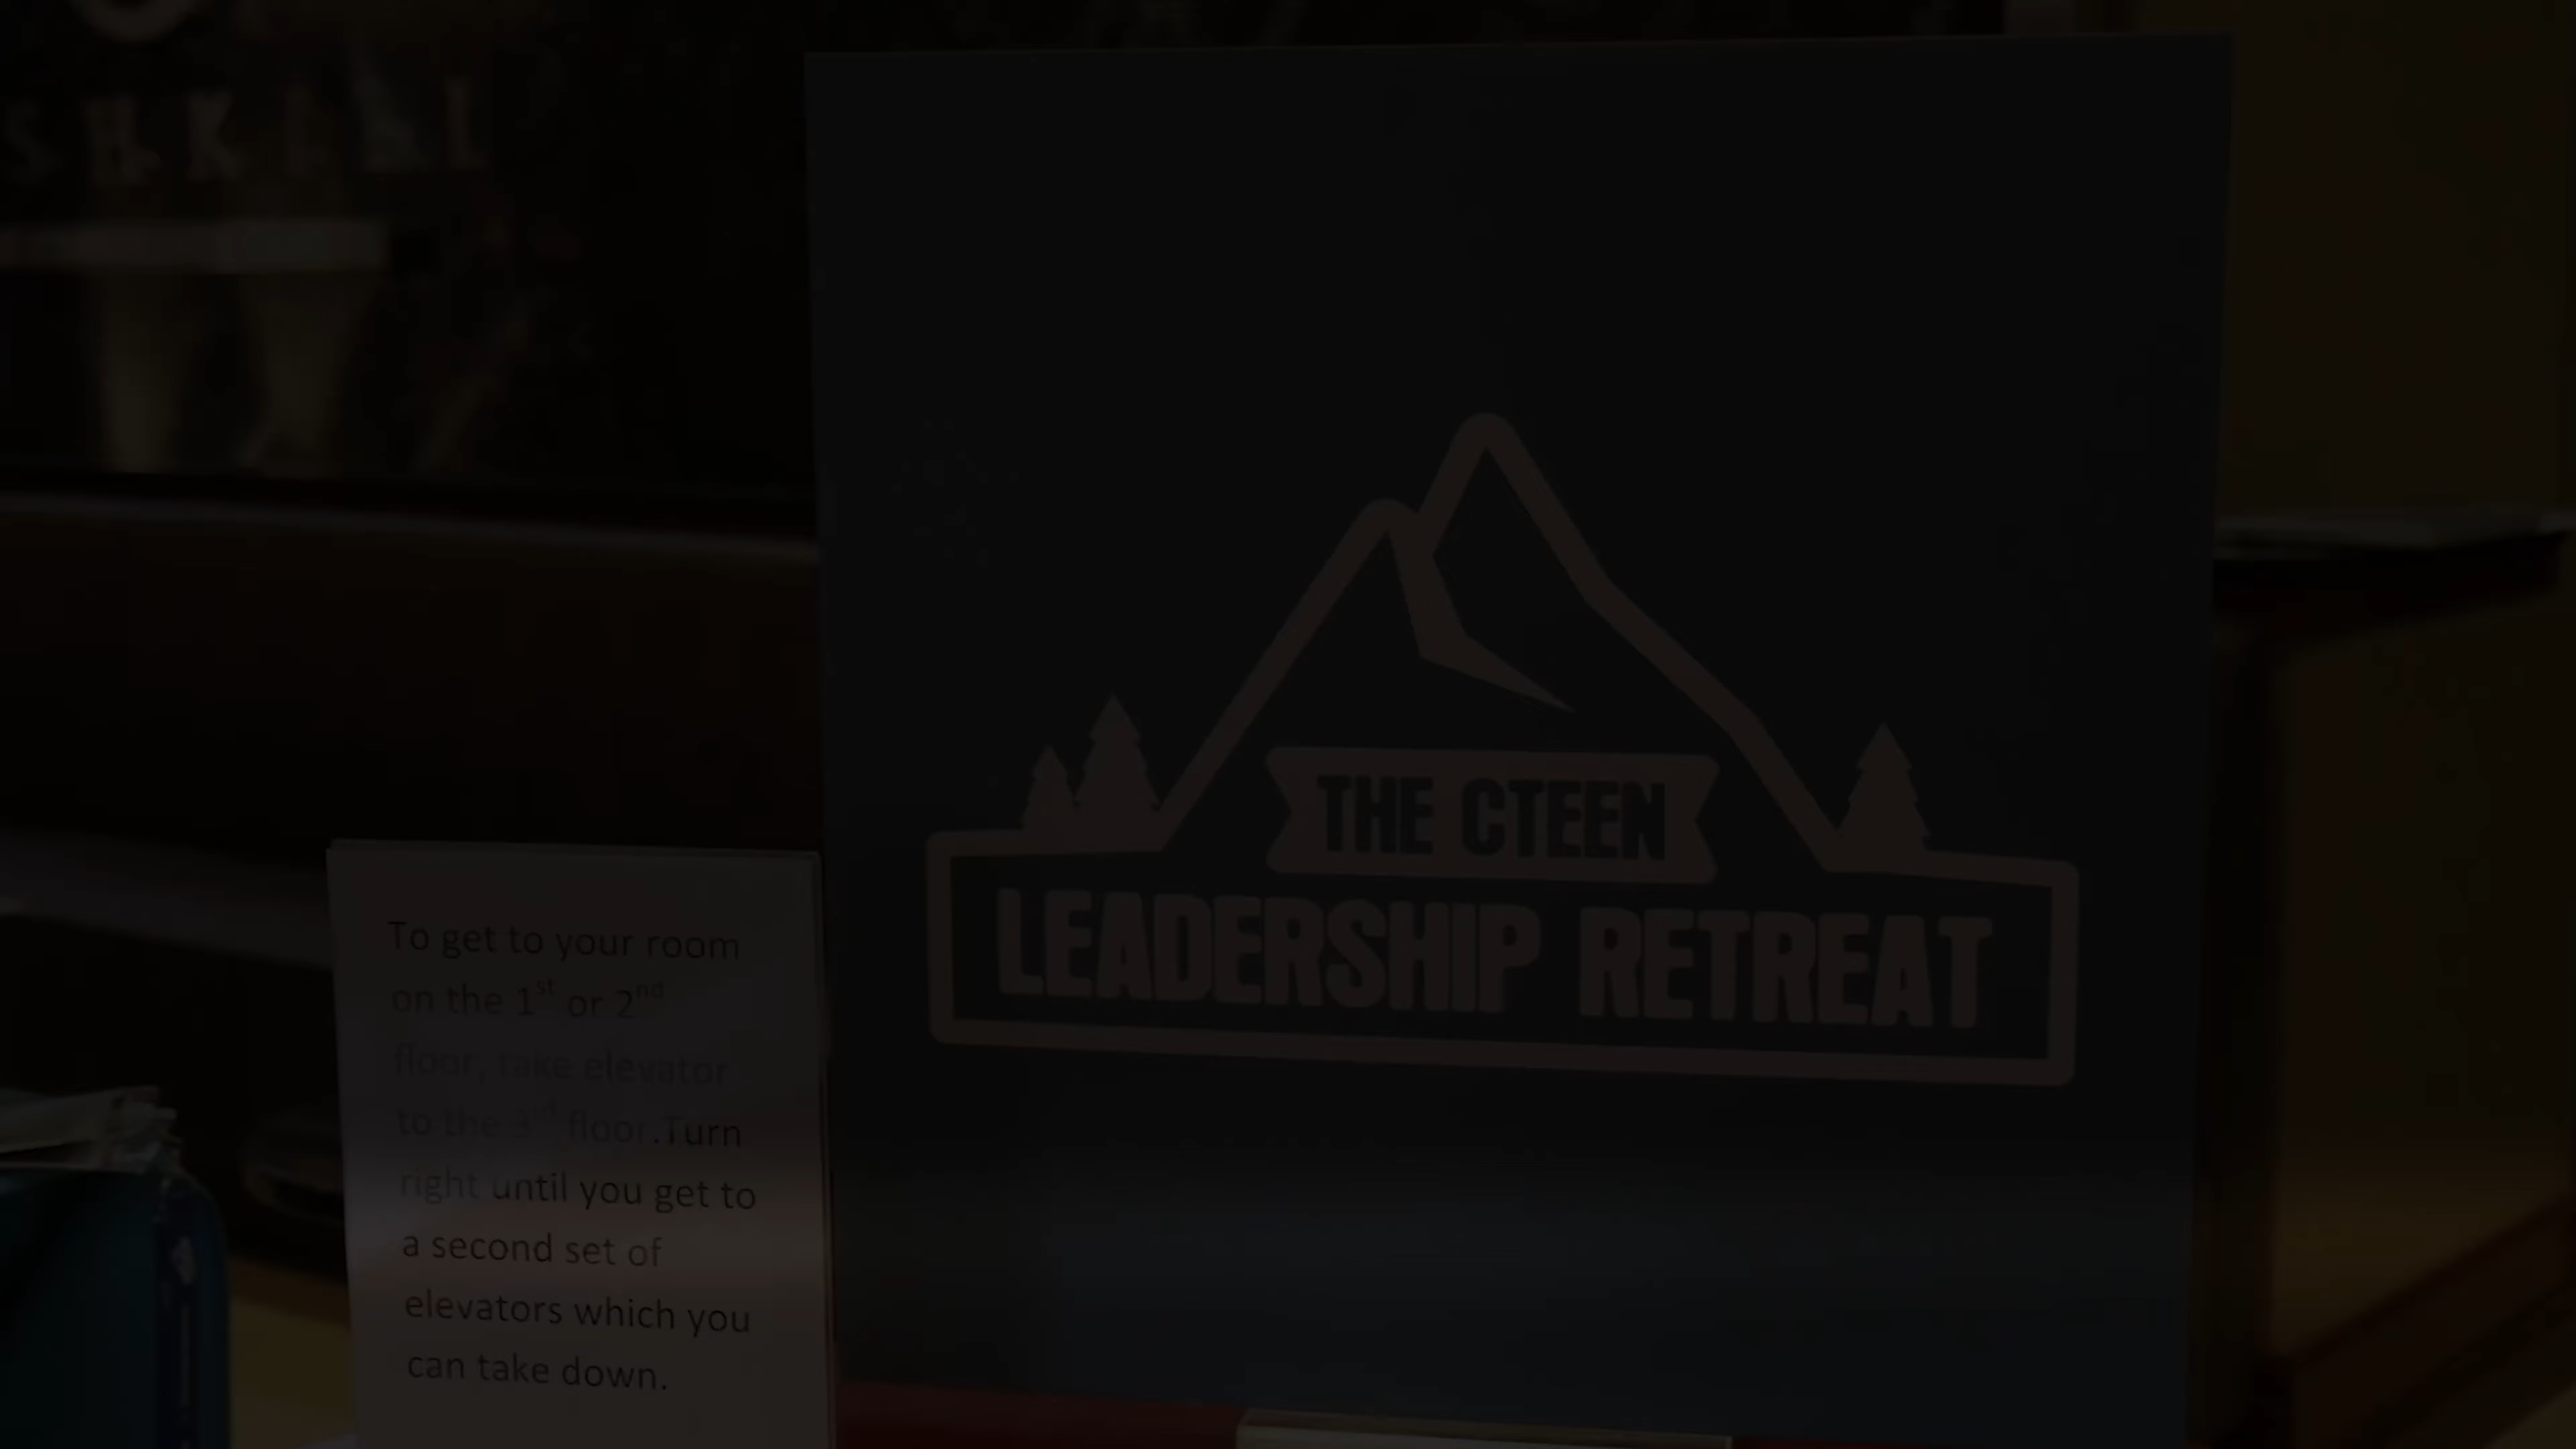 THE CTEEN
LEADERSHIP RETREAT
To get to your room
on the 1st or 2nd
floor, take elevator
to the 3rd floor.Turn
right until you get to
a second set of
elevators which you
can take down.